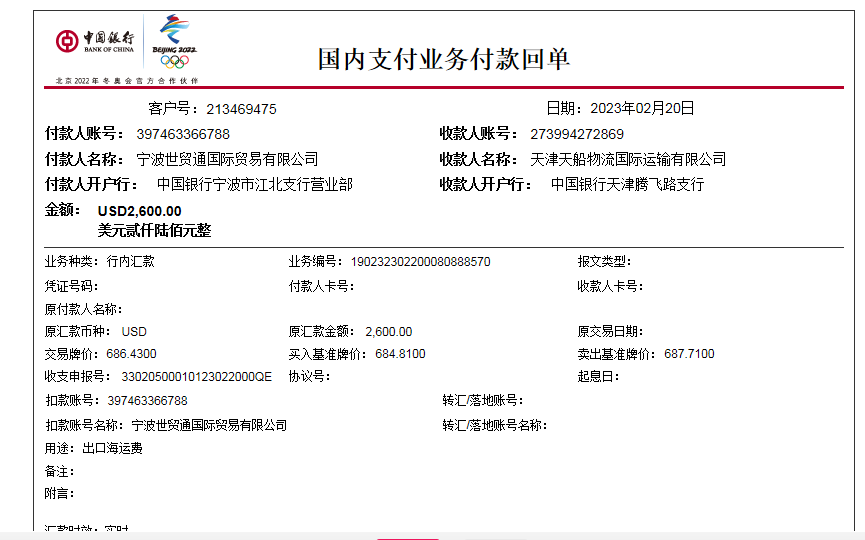 中国银行
BANK OF CHINA
BEIJING 2022
北京2022年冬奥会官方合作伙伴
国内支付业务付款回单
客户号：213469475 日期：2023年02月20日
付款人账号：397463366788 收款人账号：273994272869
付款人名称：宁波世贸通国际贸易有限公司 收款人名称：天津天船物流国际运输有限公司
付款人开户行：中国银行宁波市江北支行营业部 收款人开户行：中国银行天津腾飞路支行
金额：USD2,600.00
美元贰仟陆佰元整
业务种类：行内汇款 业务编号：190232302200080888570 报文类型：
凭证号码： 付款人卡号： 收款人卡号：
原付款人名称：
原汇款币种：USD 原汇款金额：2,600.00 原交易日期：
交易牌价：686.4300 买入基准牌价：684.8100 卖出基准牌价：687.7100
收支申报号：33020500010123022000QE 协议号： 起息日：
扣款账号：397463366788 转汇/落地账号：
扣款账号名称：宁波世贸通国际贸易有限公司 转汇/落地账号名称：
用途：出口海运费
备注：
附言：
汇款时效：实时